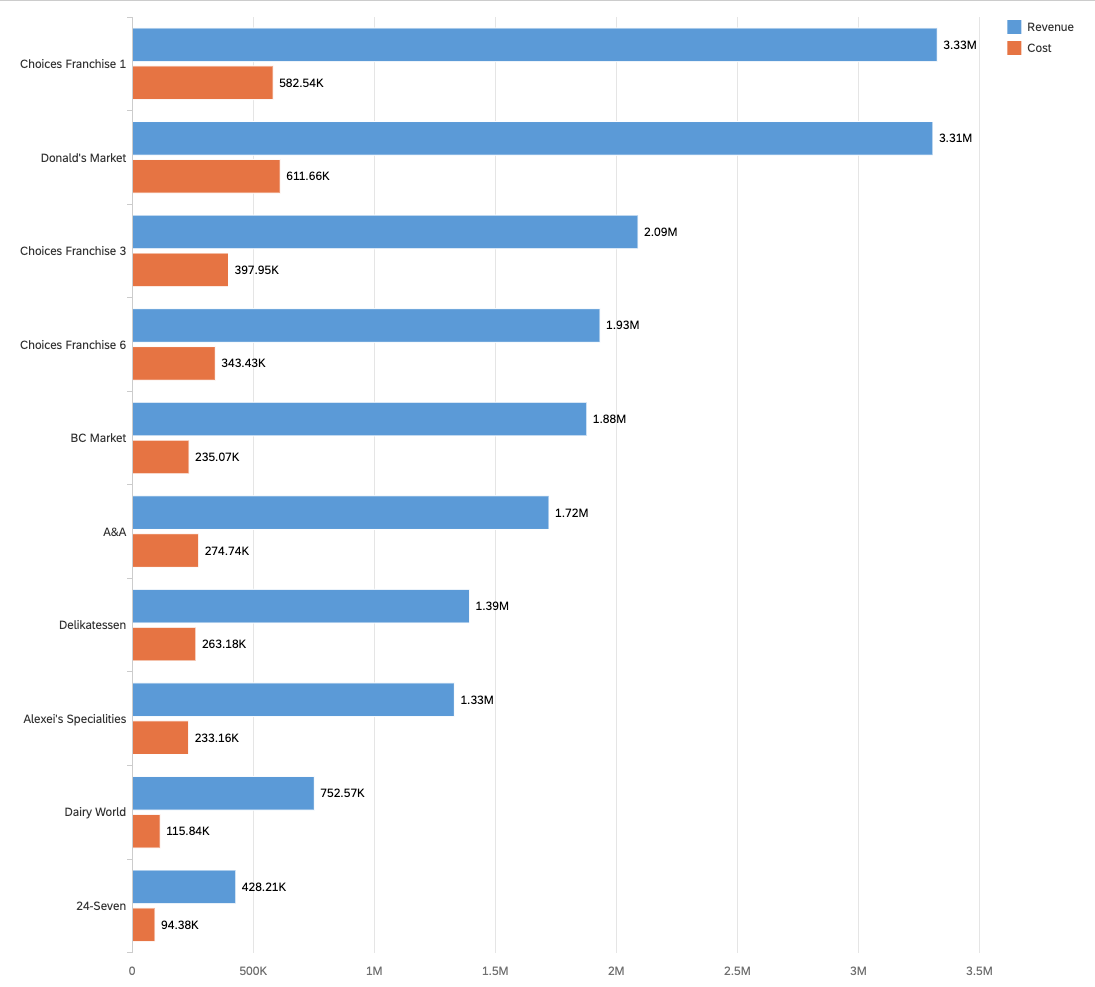 Revenue
Cost
Choices Franchise 1
3.33M
582.54K
Donald's Market
3.31M
611.66K
Choices Franchise 3
2.09M
397.95K
Choices Franchise 6
1.93M
343.43K
BC Market
1.88M
235.07K
A&A
1.72M
274.74K
Delikatessen
1.39M
263.18K
Alexei's Specialities
1.33M
233.16K
Dairy World
752.57K
115.84K
24-Seven
428.21K
94.38K
0 500K 1M 1.5M 2M 2.5M 3M 3.5M